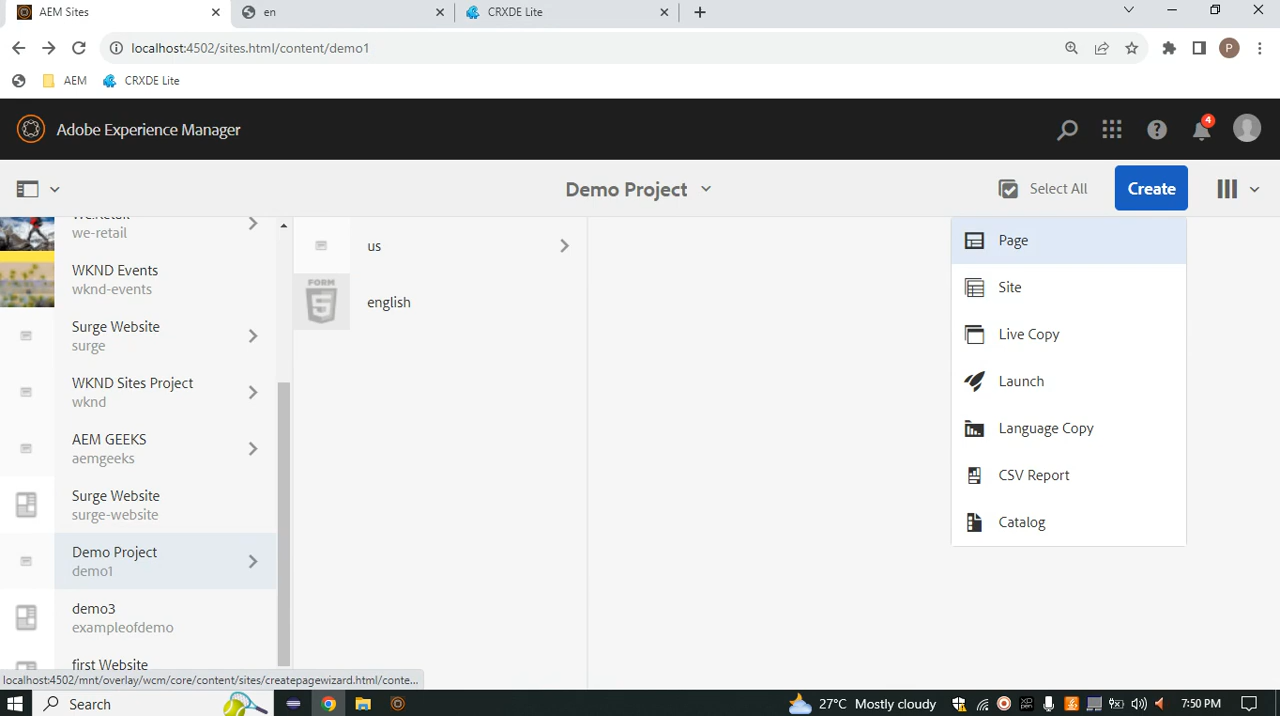 AEM Sites
en
CRXDE Lite
localhost:4502/sites.html/content/demo1
P
AEM
CRXDE Lite
Adobe Experience Manager
4
Demo Project
Select All
Create
We.Retail
we-retail
WKND Events
wknd-events
Surge Website
surge
WKND Sites Project
wknd
AEM GEEKS
aemgeeks
Surge Website
surge-website
Demo Project
demo1
demo3
exampleofdemo
first Website
us
FORM
5
english
Page
Site
Live Copy
Launch
Language Copy
CSV Report
Catalog
localhost:4502/mnt/overlay/wcm/core/content/sites/createpagewizard.html/conte...
Search
27°C Mostly cloudy
7:50 PM